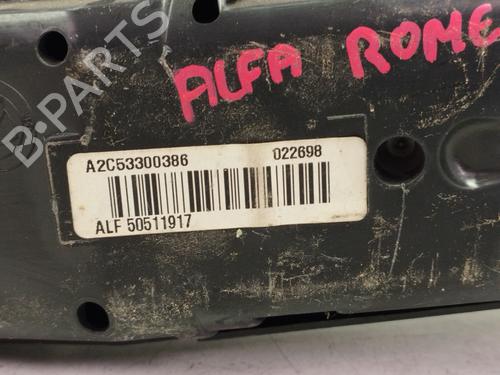 ALFA ROME
A2C53300386 022698
ALF 50511917
B-PARTS